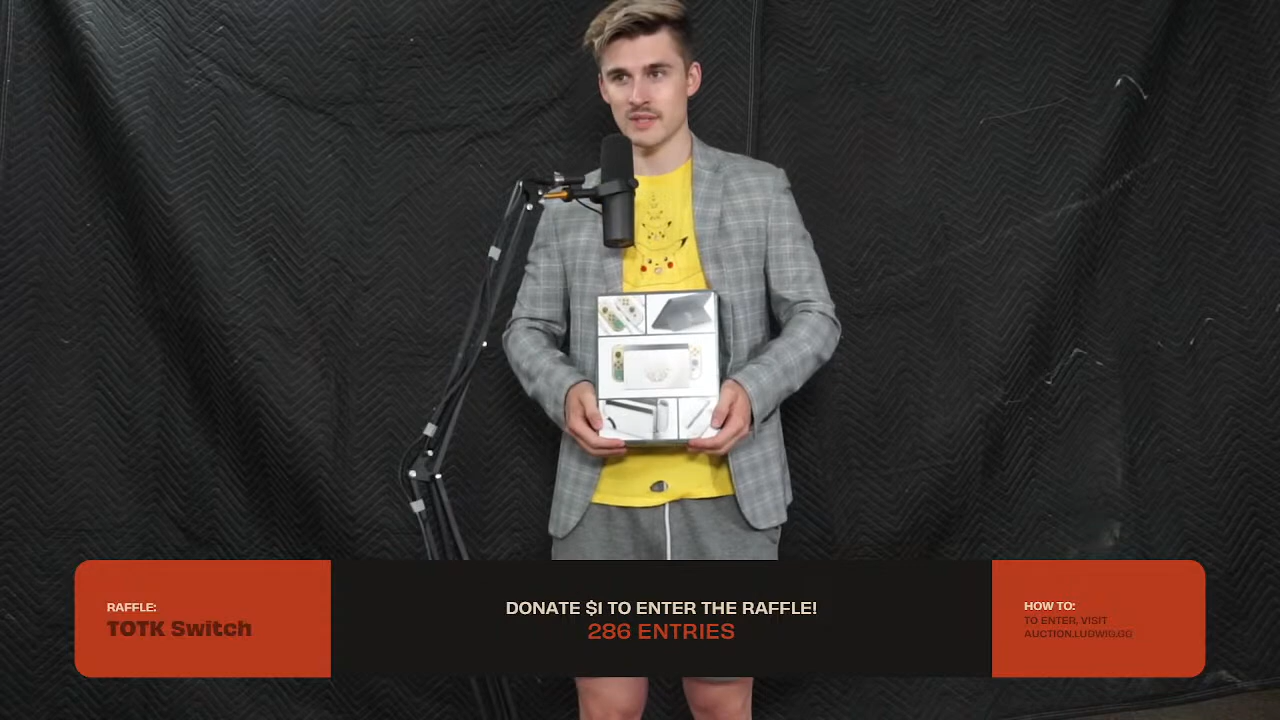 RAFFLE:
TOTK Switch
DONATE $1 TO ENTER THE RAFFLE!
286 ENTRIES
HOW TO:
TO ENTER, VISIT
AUCTION.LUDWIG.GG